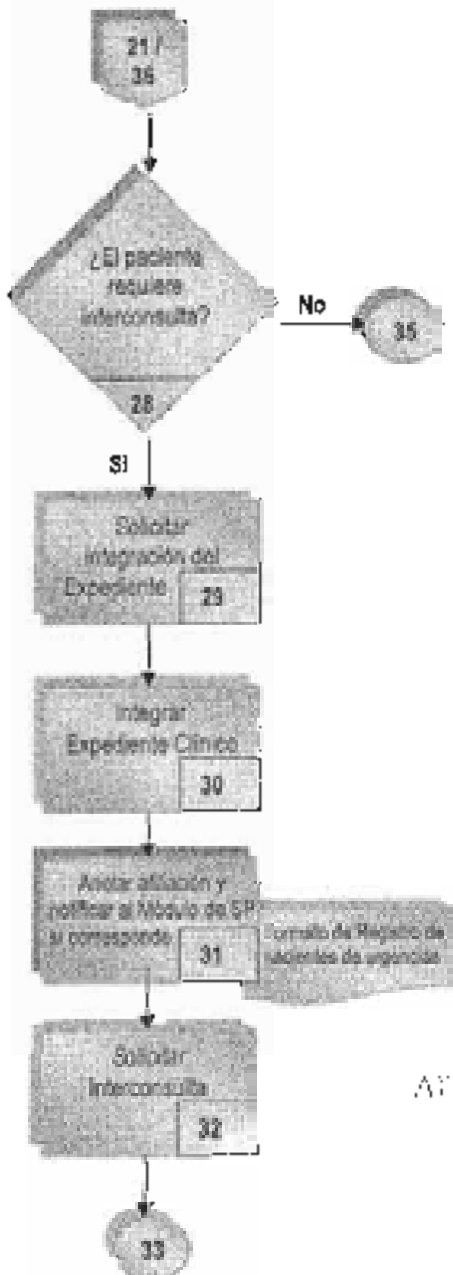 21 /
36
¿El paciente
requiere
interconsulta?
28
No
35
Si
Solicitar
integración del
Expediente
29
Integrar
Expediente Clínico
30
Anotar afiliación y
notificar al Módulo de SP
si corresponde
31
Formato de Registro de
pacientes de urgencias
Solicitar
Interconsulta
32
33